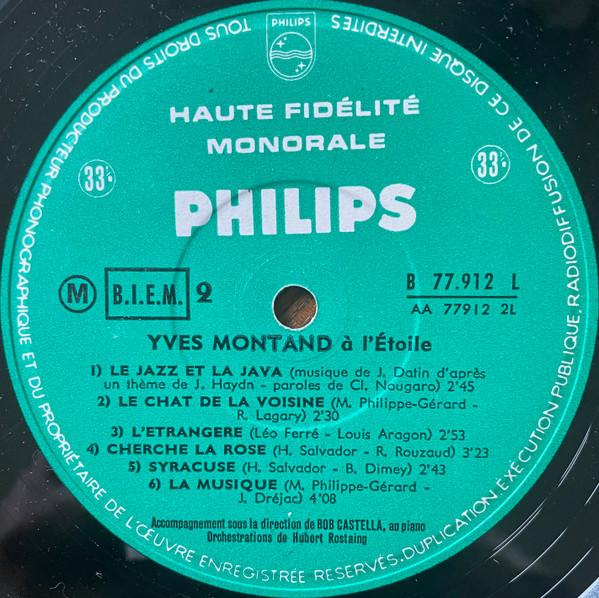 PHILIPS
TOUS DROITS DU PRODUCTEUR PHONOGRAPHIQUE ET DU PROPRIÉTAIRE DE L'ŒUVRE ENREGISTRÉE RÉSERVÉS. DUPLICATION, EXÉCUTION PUBLIQUE, RADIODIFFUSION DE CE DISQUE INTERDITES
HAUTE FIDÉLITÉ
MONORALE
33⅓ 33⅓
PHILIPS
M B.I.E.M. 2 B 77.912 L
AA 77912 2L
YVES MONTAND à l'Étoile
1) LE JAZZ ET LA JAVA (musique de J. Datin d'après
un thème de J. Haydn - paroles de Cl. Nougaro) 2'45
2) LE CHAT DE LA VOISINE (M. Philippe-Gérard -
R. Lagary) 2'30
3) L'ETRANGERE (Léo Ferré - Louis Aragon) 2'53
4) CHERCHE LA ROSE (H. Salvador - R. Rouzaud) 3'23
5) SYRACUSE (H. Salvador - B. Dimey) 2'43
6) LA MUSIQUE (M. Philippe-Gérard -
J. Dréjac) 4'08
Accompagnement sous la direction de BOB CASTELLA, au piano
Orchestrations de Hubert Rostaing